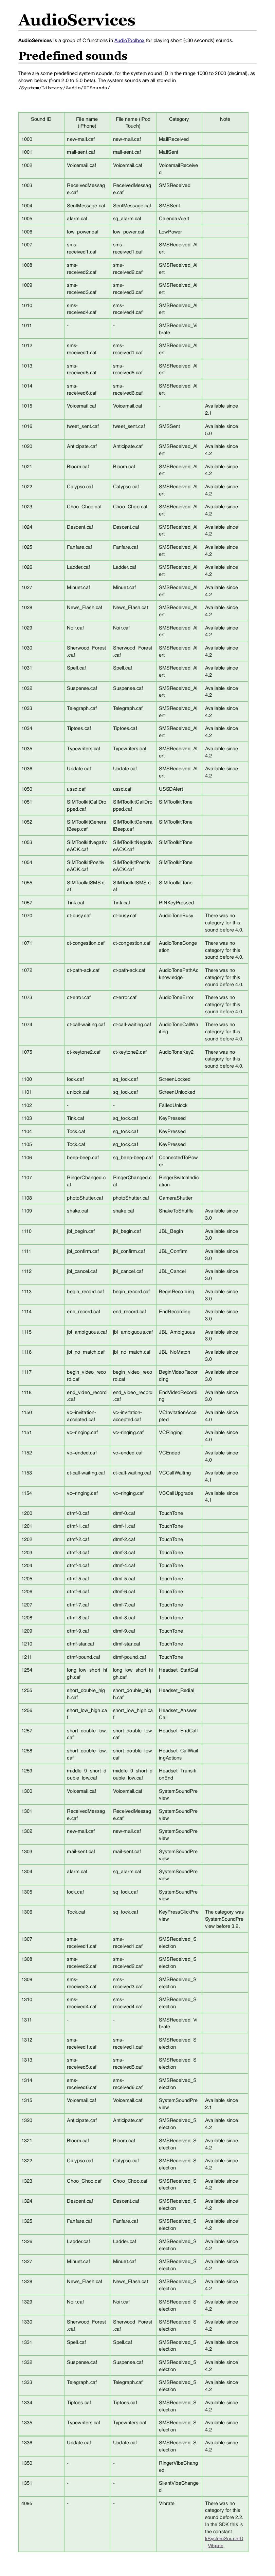 AudioServices
AudioServices is a group of C functions in AudioToolbox for playing short (≤30 seconds) sounds.
Predefined sounds
There are some predefined system sounds, for the system sound ID in the range 1000 to 2000 (decimal), as
shown below (from 2.0 to 5.0 beta). The system sounds are all stored in
/System/Library/Audio/UISounds/.
Sound ID File name (iPhone) File name (iPod Touch) Category Note
1000 new-mail.caf new-mail.caf MailReceived
1001 mail-sent.caf mail-sent.caf MailSent
1002 Voicemail.caf Voicemail.caf VoicemailReceived
1003 ReceivedMessage.caf ReceivedMessage.caf SMSReceived
1004 SentMessage.caf SentMessage.caf SMSSent
1005 alarm.caf sq_alarm.caf CalendarAlert
1006 low_power.caf low_power.caf LowPower
1007 sms-received1.caf sms-received1.caf SMSReceived_Alert
1008 sms-received2.caf sms-received2.caf SMSReceived_Alert
1009 sms-received3.caf sms-received3.caf SMSReceived_Alert
1010 sms-received4.caf sms-received4.caf SMSReceived_Alert
1011 - - SMSReceived_Vibrate
1012 sms-received1.caf sms-received1.caf SMSReceived_Alert
1013 sms-received5.caf sms-received5.caf SMSReceived_Alert
1014 sms-received6.caf sms-received6.caf SMSReceived_Alert
1015 Voicemail.caf Voicemail.caf - Available since 2.1
1016 tweet_sent.caf tweet_sent.caf SMSSent Available since 5.0
1020 Anticipate.caf Anticipate.caf SMSReceived_Alert Available since 4.2
1021 Bloom.caf Bloom.caf SMSReceived_Alert Available since 4.2
1022 Calypso.caf Calypso.caf SMSReceived_Alert Available since 4.2
1023 Choo_Choo.caf Choo_Choo.caf SMSReceived_Alert Available since 4.2
1024 Descent.caf Descent.caf SMSReceived_Alert Available since 4.2
1025 Fanfare.caf Fanfare.caf SMSReceived_Alert Available since 4.2
1026 Ladder.caf Ladder.caf SMSReceived_Alert Available since 4.2
1027 Minuet.caf Minuet.caf SMSReceived_Alert Available since 4.2
1028 News_Flash.caf News_Flash.caf SMSReceived_Alert Available since 4.2
1029 Noir.caf Noir.caf SMSReceived_Alert Available since 4.2
1030 Sherwood_Forest.caf Sherwood_Forest.caf SMSReceived_Alert Available since 4.2
1031 Spell.caf Spell.caf SMSReceived_Alert Available since 4.2
1032 Suspense.caf Suspense.caf SMSReceived_Alert Available since 4.2
1033 Telegraph.caf Telegraph.caf SMSReceived_Alert Available since 4.2
1034 Tiptoes.caf Tiptoes.caf SMSReceived_Alert Available since 4.2
1035 Typewriters.caf Typewriters.caf SMSReceived_Alert Available since 4.2
1036 Update.caf Update.caf SMSReceived_Alert Available since 4.2
1050 ussd.caf ussd.caf USSDAlert
1051 SIMToolkitCallDropped.caf SIMToolkitCallDropped.caf SIMToolkitTone
1052 SIMToolkitGeneralBeep.caf SIMToolkitGeneralBeep.caf SIMToolkitTone
1053 SIMToolkitNegativeACK.caf SIMToolkitNegativeACK.caf SIMToolkitTone
1054 SIMToolkitPositiveACK.caf SIMToolkitPositiveACK.caf SIMToolkitTone
1055 SIMToolkitSMS.caf SIMToolkitSMS.caf SIMToolkitTone
1057 Tink.caf Tink.caf PINKeyPressed
1070 ct-busy.caf ct-busy.caf AudioToneBusy There was no category for this sound before 4.0.
1071 ct-congestion.caf ct-congestion.caf AudioToneCongestion There was no category for this sound before 4.0.
1072 ct-path-ack.caf ct-path-ack.caf AudioTonePathAcknowledge There was no category for this sound before 4.0.
1073 ct-error.caf ct-error.caf AudioToneError There was no category for this sound before 4.0.
1074 ct-call-waiting.caf ct-call-waiting.caf AudioToneCallWaiting There was no category for this sound before 4.0.
1075 ct-keytone2.caf ct-keytone2.caf AudioToneKey2 There was no category for this sound before 4.0.
1100 lock.caf sq_lock.caf ScreenLocked
1101 unlock.caf sq_lock.caf ScreenUnlocked
1102 - - FailedUnlock
1103 Tink.caf sq_tock.caf KeyPressed
1104 Tock.caf sq_tock.caf KeyPressed
1105 Tock.caf sq_tock.caf KeyPressed
1106 beep-beep.caf sq_beep-beep.caf ConnectedToPower
1107 RingerChanged.caf RingerChanged.caf RingerSwitchIndication
1108 photoShutter.caf photoShutter.caf CameraShutter
1109 shake.caf shake.caf ShakeToShuffle Available since 3.0
1110 jbl_begin.caf jbl_begin.caf JBL_Begin Available since 3.0
1111 jbl_confirm.caf jbl_confirm.caf JBL_Confirm Available since 3.0
1112 jbl_cancel.caf jbl_cancel.caf JBL_Cancel Available since 3.0
1113 begin_record.caf begin_record.caf BeginRecording Available since 3.0
1114 end_record.caf end_record.caf EndRecording Available since 3.0
1115 jbl_ambiguous.caf jbl_ambiguous.caf JBL_Ambiguous Available since 3.0
1116 jbl_no_match.caf jbl_no_match.caf JBL_NoMatch Available since 3.0
1117 begin_video_record.caf begin_video_record.caf BeginVideoRecording Available since 3.0
1118 end_video_record.caf end_video_record.caf EndVideoRecording Available since 3.0
1150 vc~invitation-accepted.caf vc~invitation-accepted.caf VCInvitationAccepted Available since 4.0
1151 vc~ringing.caf vc~ringing.caf VCRinging Available since 4.0
1152 vc~ended.caf vc~ended.caf VCEnded Available since 4.0
1153 ct-call-waiting.caf ct-call-waiting.caf VCCallWaiting Available since 4.1
1154 vc~ringing.caf vc~ringing.caf VCCallUpgrade Available since 4.1
1200 dtmf-0.caf dtmf-0.caf TouchTone
1201 dtmf-1.caf dtmf-1.caf TouchTone
1202 dtmf-2.caf dtmf-2.caf TouchTone
1203 dtmf-3.caf dtmf-3.caf TouchTone
1204 dtmf-4.caf dtmf-4.caf TouchTone
1205 dtmf-5.caf dtmf-5.caf TouchTone
1206 dtmf-6.caf dtmf-6.caf TouchTone
1207 dtmf-7.caf dtmf-7.caf TouchTone
1208 dtmf-8.caf dtmf-8.caf TouchTone
1209 dtmf-9.caf dtmf-9.caf TouchTone
1210 dtmf-star.caf dtmf-star.caf TouchTone
1211 dtmf-pound.caf dtmf-pound.caf TouchTone
1254 long_low_short_high.caf long_low_short_high.caf Headset_StartCall
1255 short_double_high.caf short_double_high.caf Headset_Redial
1256 short_low_high.caf short_low_high.caf Headset_AnswerCall
1257 short_double_low.caf short_double_low.caf Headset_EndCall
1258 short_double_low.caf short_double_low.caf Headset_CallWaitingActions
1259 middle_9_short_double_low.caf middle_9_short_double_low.caf Headset_TransitionEnd
1300 Voicemail.caf Voicemail.caf SystemSoundPreview
1301 ReceivedMessage.caf ReceivedMessage.caf SystemSoundPreview
1302 new-mail.caf new-mail.caf SystemSoundPreview
1303 mail-sent.caf mail-sent.caf SystemSoundPreview
1304 alarm.caf sq_alarm.caf SystemSoundPreview
1305 lock.caf sq_lock.caf SystemSoundPreview
1306 Tock.caf sq_tock.caf KeyPressClickPreview The category was SystemSoundPreview before 3.2.
1307 sms-received1.caf sms-received1.caf SMSReceived_Selection
1308 sms-received2.caf sms-received2.caf SMSReceived_Selection
1309 sms-received3.caf sms-received3.caf SMSReceived_Selection
1310 sms-received4.caf sms-received4.caf SMSReceived_Selection
1311 - - SMSReceived_Vibrate
1312 sms-received1.caf sms-received1.caf SMSReceived_Selection
1313 sms-received5.caf sms-received5.caf SMSReceived_Selection
1314 sms-received6.caf sms-received6.caf SMSReceived_Selection
1315 Voicemail.caf Voicemail.caf SystemSoundPreview Available since 2.1
1320 Anticipate.caf Anticipate.caf SMSReceived_Selection Available since 4.2
1321 Bloom.caf Bloom.caf SMSReceived_Selection Available since 4.2
1322 Calypso.caf Calypso.caf SMSReceived_Selection Available since 4.2
1323 Choo_Choo.caf Choo_Choo.caf SMSReceived_Selection Available since 4.2
1324 Descent.caf Descent.caf SMSReceived_Selection Available since 4.2
1325 Fanfare.caf Fanfare.caf SMSReceived_Selection Available since 4.2
1326 Ladder.caf Ladder.caf SMSReceived_Selection Available since 4.2
1327 Minuet.caf Minuet.caf SMSReceived_Selection Available since 4.2
1328 News_Flash.caf News_Flash.caf SMSReceived_Selection Available since 4.2
1329 Noir.caf Noir.caf SMSReceived_Selection Available since 4.2
1330 Sherwood_Forest.caf Sherwood_Forest.caf SMSReceived_Selection Available since 4.2
1331 Spell.caf Spell.caf SMSReceived_Selection Available since 4.2
1332 Suspense.caf Suspense.caf SMSReceived_Selection Available since 4.2
1333 Telegraph.caf Telegraph.caf SMSReceived_Selection Available since 4.2
1334 Tiptoes.caf Tiptoes.caf SMSReceived_Selection Available since 4.2
1335 Typewriters.caf Typewriters.caf SMSReceived_Selection Available since 4.2
1336 Update.caf Update.caf SMSReceived_Selection Available since 4.2
1350 - - RingerVibeChanged
1351 - - SilentVibeChanged
4095 - - Vibrate There was no category for this sound before 2.2. In the SDK this is the constant kSystemSoundID_Vibrate.